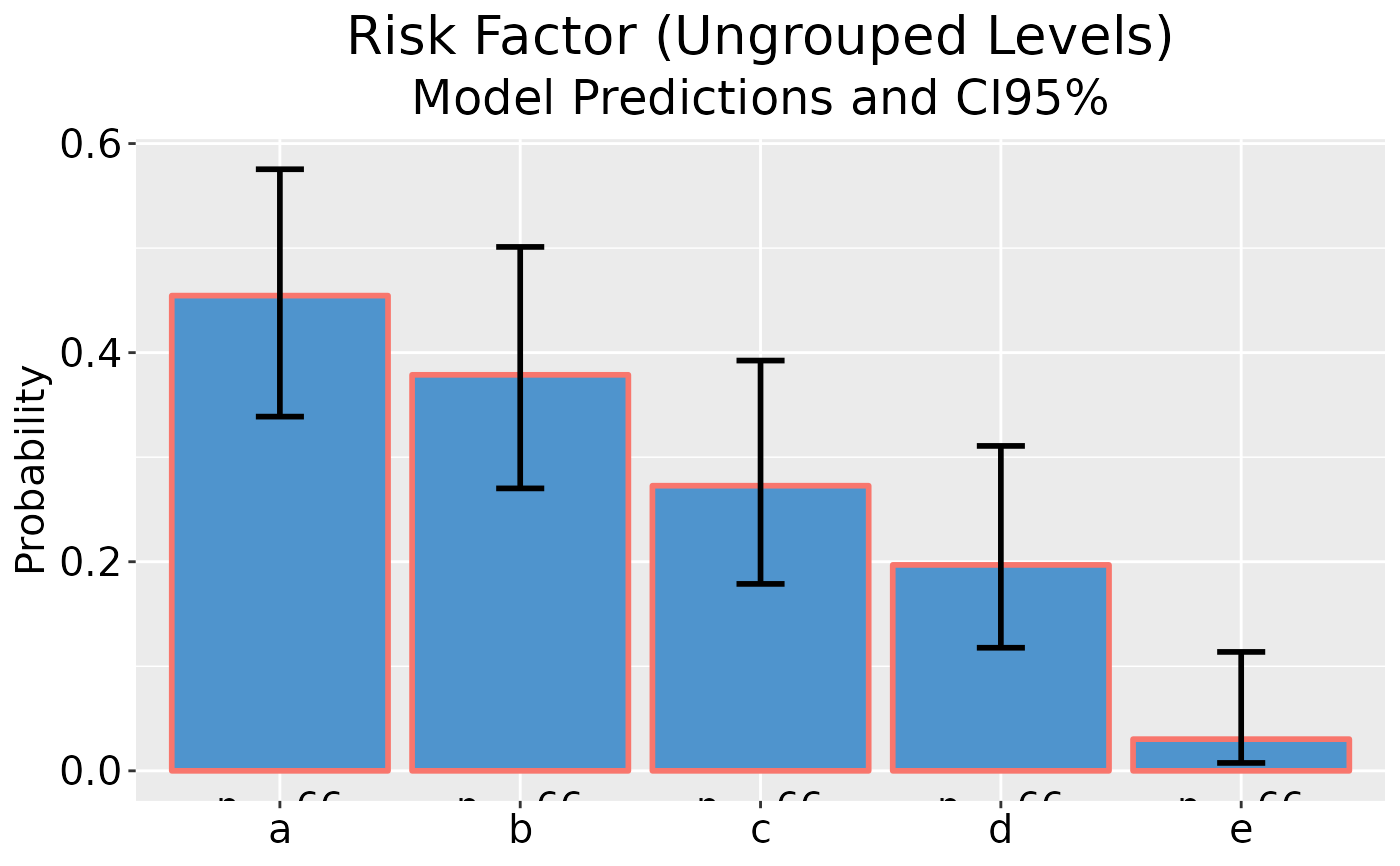 Risk Factor (Ungrouped Levels)
Model Predictions and CI95%
Probability
0.6
0.4
0.2
0.0
a b c d e